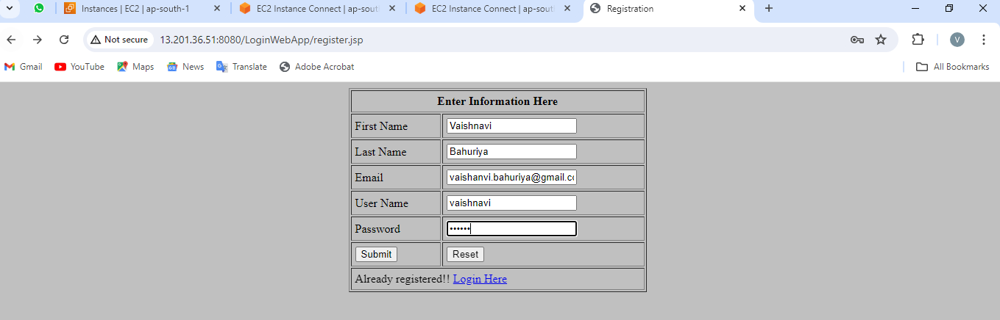 Instances | EC2 | ap-south-1
EC2 Instance Connect | ap-sout
EC2 Instance Connect | ap-sout
Registration
Not secure 13.201.36.51:8080/LoginWebApp/register.jsp
V
Gmail YouTube Maps News Translate Adobe Acrobat All Bookmarks
Enter Information Here
First Name Vaishnavi
Last Name Bahuriya
Email vaishanvi.bahuriya@gmail.co
User Name vaishnavi
Password ••••••
Submit Reset
Already registered!! Login Here